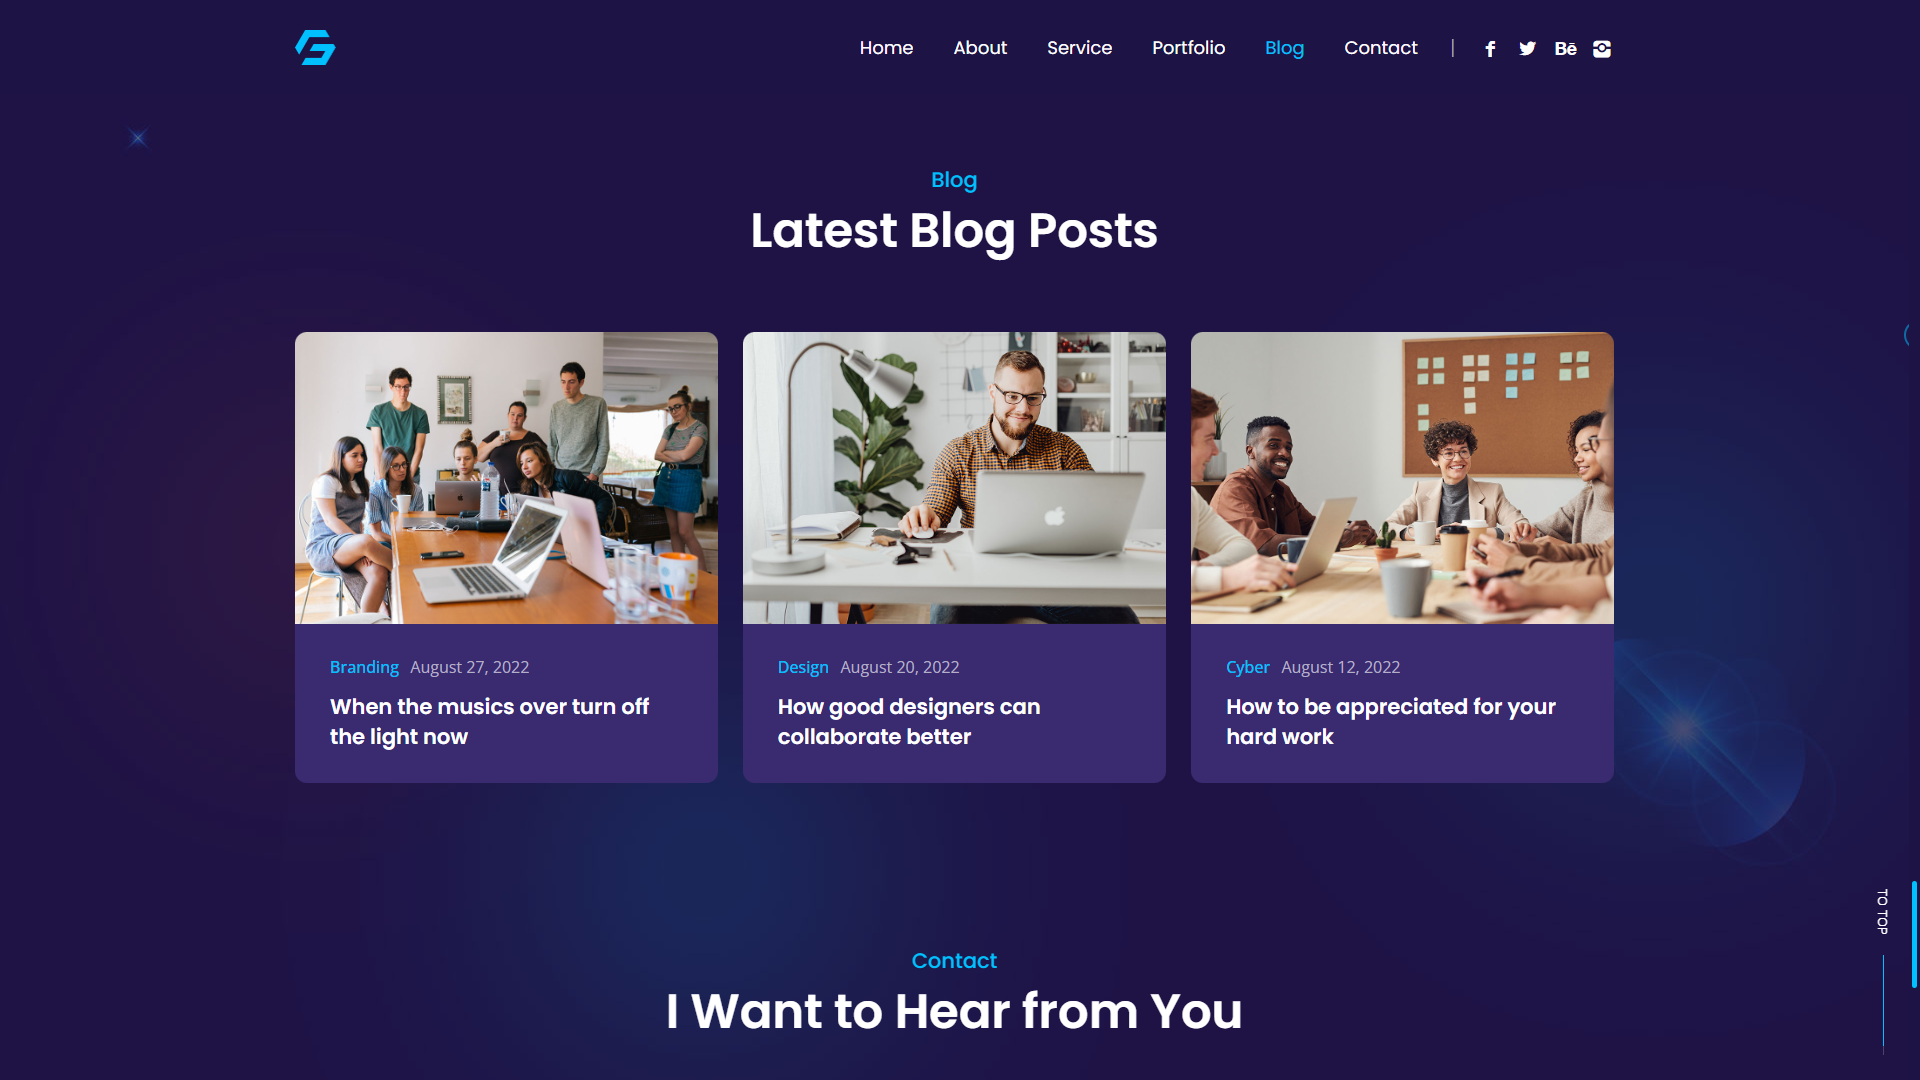 Home About Service Portfolio Blog Contact | Bē
Blog
Latest Blog Posts
Branding August 27, 2022
When the musics over turn off
the light now
Design August 20, 2022
How good designers can
collaborate better
Cyber August 12, 2022
How to be appreciated for your
hard work
TO TOP
Contact
I Want to Hear from You